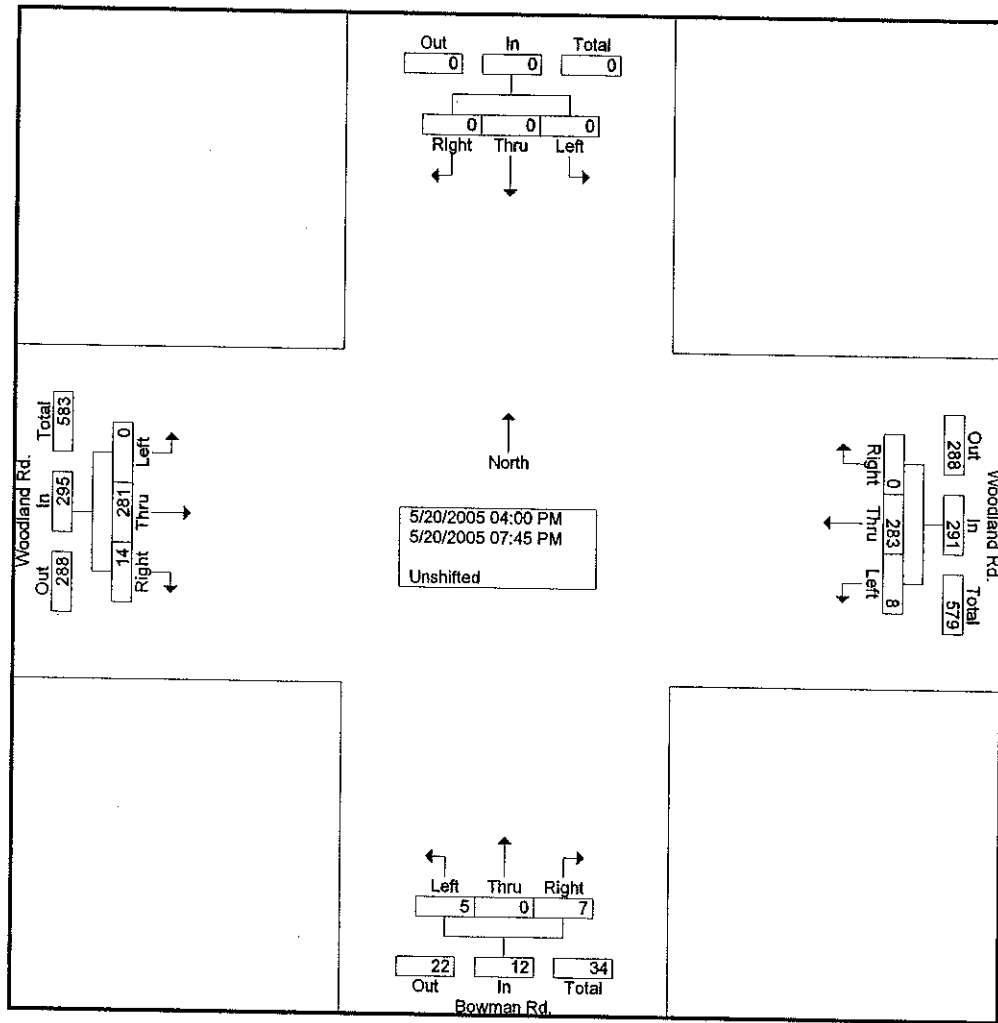 Out In Total
0 0 0
0 0 0
Right Thru Left
Woodland Rd.
Total In Out
583 295 288
0 281 14
Left Thru Right
North
5/20/2005 04:00 PM
5/20/2005 07:45 PM
Unshifted
Right Thru Left
0 283 8
Out In Total
288 291 579
Woodland Rd.
Left Thru Right
5 0 7
22 12 34
Out In Total
Bowman Rd.